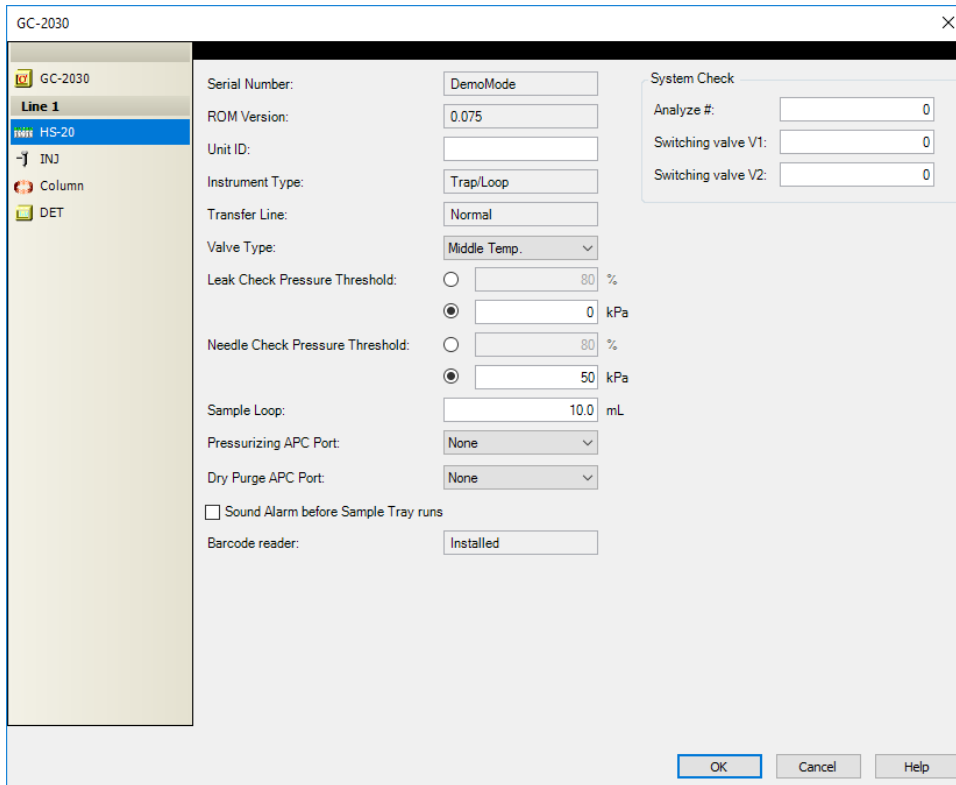 GC-2030
GC-2030
Line 1
HS-20
INJ
Column
DET
Serial Number: DemoMode
ROM Version: 0.075
Unit ID:
Instrument Type: Trap/Loop
Transfer Line: Normal
Valve Type: Middle Temp.
Leak Check Pressure Threshold: 80 %
0 kPa
Needle Check Pressure Threshold: 80 %
50 kPa
Sample Loop: 10.0 mL
Pressurizing APC Port: None
Dry Purge APC Port: None
Sound Alarm before Sample Tray runs
Barcode reader: Installed
System Check
Analyze #: 0
Switching valve V1: 0
Switching valve V2: 0
OK Cancel Help